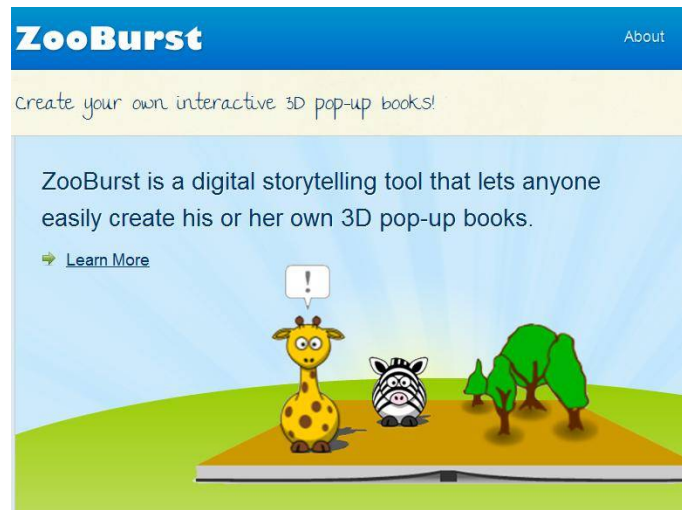 ZooBurst
About
Create your own interactive 3D pop-up books!
ZooBurst is a digital storytelling tool that lets anyone
easily create his or her own 3D pop-up books.
Learn More
!